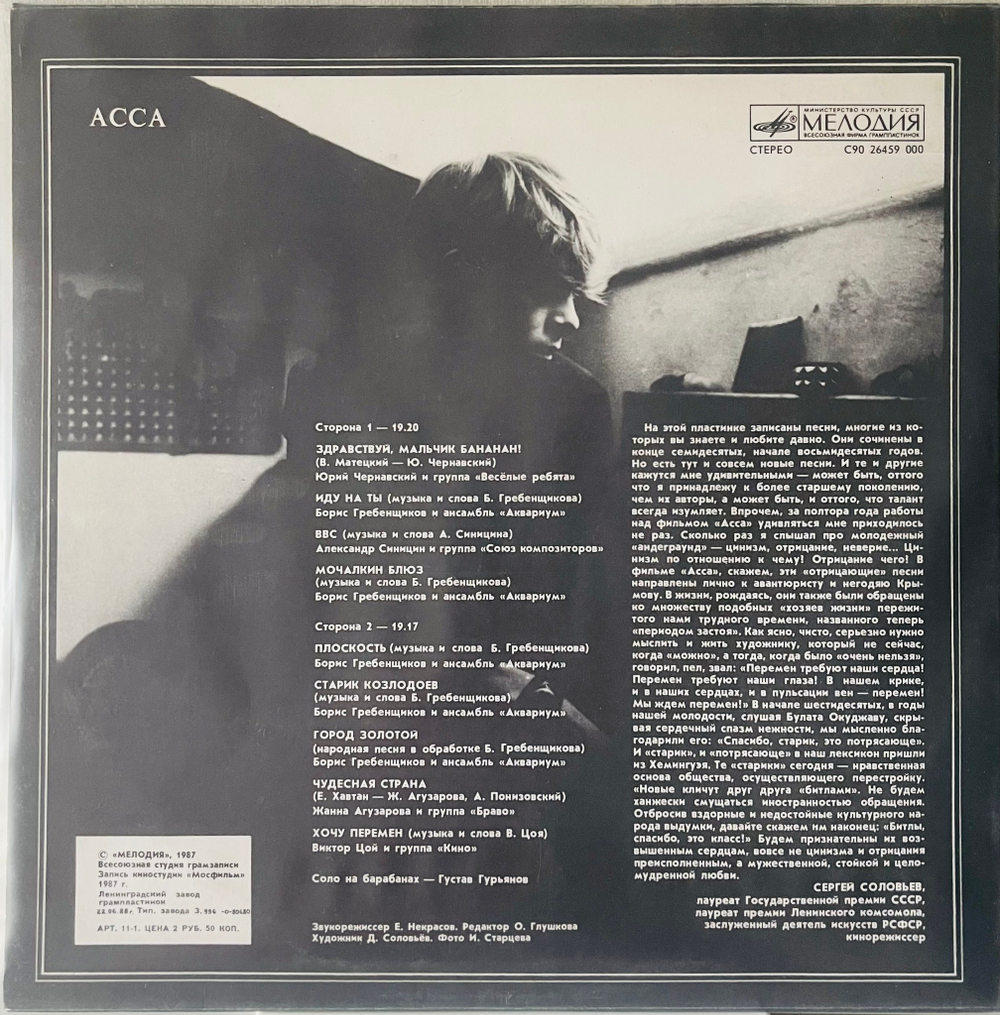 АССА
МИНИСТЕРСТВО КУЛЬТУРЫ СССР
МЕЛОДИЯ
ВСЕСОЮЗНАЯ ФИРМА ГРАМПЛАСТИНОК
СТЕРЕО С90 26459 000
Сторона 1 — 19.20
ЗДРАВСТВУЙ, МАЛЬЧИК БАНАНАН!
(В. Матецкий — Ю. Чернавский)
Юрий Чернавский и группа «Весёлые ребята»
ИДУ НА ТЫ (музыка и слова Б. Гребенщикова)
Борис Гребенщиков и ансамбль «Аквариум»
ВВС (музыка и слова А. Синицина)
Александр Синицин и группа «Союз композиторов»
МОЧАЛКИН БЛЮЗ
(музыка и слова Б. Гребенщикова)
Борис Гребенщиков и ансамбль «Аквариум»
Сторона 2 — 19.17
ПЛОСКОСТЬ (музыка и слова Б. Гребенщикова)
Борис Гребенщиков и ансамбль «Аквариум»
СТАРИК КОЗЛОДОЕВ
(музыка и слова Б. Гребенщикова)
Борис Гребенщиков и ансамбль «Аквариум»
ГОРОД ЗОЛОТОЙ
(народная песня в обработке Б. Гребенщикова)
Борис Гребенщиков и ансамбль «Аквариум»
ЧУДЕСНАЯ СТРАНА
(Е. Хавтан — Ж. Агузарова, А. Понизовский)
Жанна Агузарова и группа «Браво»
ХОЧУ ПЕРЕМЕН (музыка и слова В. Цоя)
Виктор Цой и группа «Кино»
Соло на барабанах — Густав Гурьянов
Звукорежиссер Е. Некрасов. Редактор О. Глушкова
Художник Д. Соловьёв. Фото И. Старцева
На этой пластинке записаны песни, многие из ко-
торых вы знаете и любите давно. Они сочинены в
конце семидесятых, начале восьмидесятых годов.
Но есть тут и совсем новые песни. И те и другие
кажутся мне удивительными — может быть, оттого
что я принадлежу к более старшему поколению,
чем их авторы, а может быть, и оттого, что талант
всегда изумляет. Впрочем, за полтора года работы
над фильмом «Асса» удивляться мне приходилось
не раз. Сколько раз я слышал про молодежный
«андеграунд» — цинизм, отрицание, неверие... Ци-
низм по отношению к чему! Отрицание чего! В
фильме «Асса», скажем, эти «отрицающие» песни
направлены лично к авантюристу и негодяю Кры-
мову. В жизни, рождаясь, они также были обращены
ко множеству подобных «хозяев жизни» пережи-
того нами трудного времени, названного теперь
«периодом застоя». Как ясно, чисто, серьезно нужно
мыслить и жить художнику, который не сейчас,
когда «можно», а тогда, когда было «очень нельзя»,
говорил, пел, звал: «Перемен требуют наши сердца!
Перемен требуют наши глаза! В нашем крике,
и в наших сердцах, и в пульсации вен — перемен!
Мы ждем перемен!» В начале шестидесятых, в годы
нашей молодости, слушая Булата Окуджаву, скры-
вая сердечный спазм нежности, мы мысленно бла-
годарили его: «Спасибо, старик, это потрясающе».
И «старик», и «потрясающе» в наш лексикон пришли
из Хемингуэя. Те «старики» сегодня — нравственная
основа общества, осуществляющего перестройку.
«Новые кличут друг друга «битлами». Не будем
ханжески смущаться иностранностью обращения.
Отбросив вздорные и недостойные культурного на-
рода выдумки, давайте скажем им наконец: «Битлы,
спасибо, это класс!» Будем признательны их воз-
вышенным сердцам, вовсе не цинизма и отрицания
преисполненным, а мужественной, стойкой и цело-
мудренной любви.
СЕРГЕЙ СОЛОВЬЕВ,
лауреат Государственной премии СССР,
лауреат премии Ленинского комсомола,
заслуженный деятель искусств РСФСР,
кинорежиссер
© «МЕЛОДИЯ», 1987
Всесоюзная студия грамзаписи
Запись киностудии «Мосфильм»
1987 г.
Ленинградский завод
грампластинок
22.06.88г. Тип. завода З. 996
АРТ. 11-1. ЦЕНА 2 РУБ. 50 КОП.